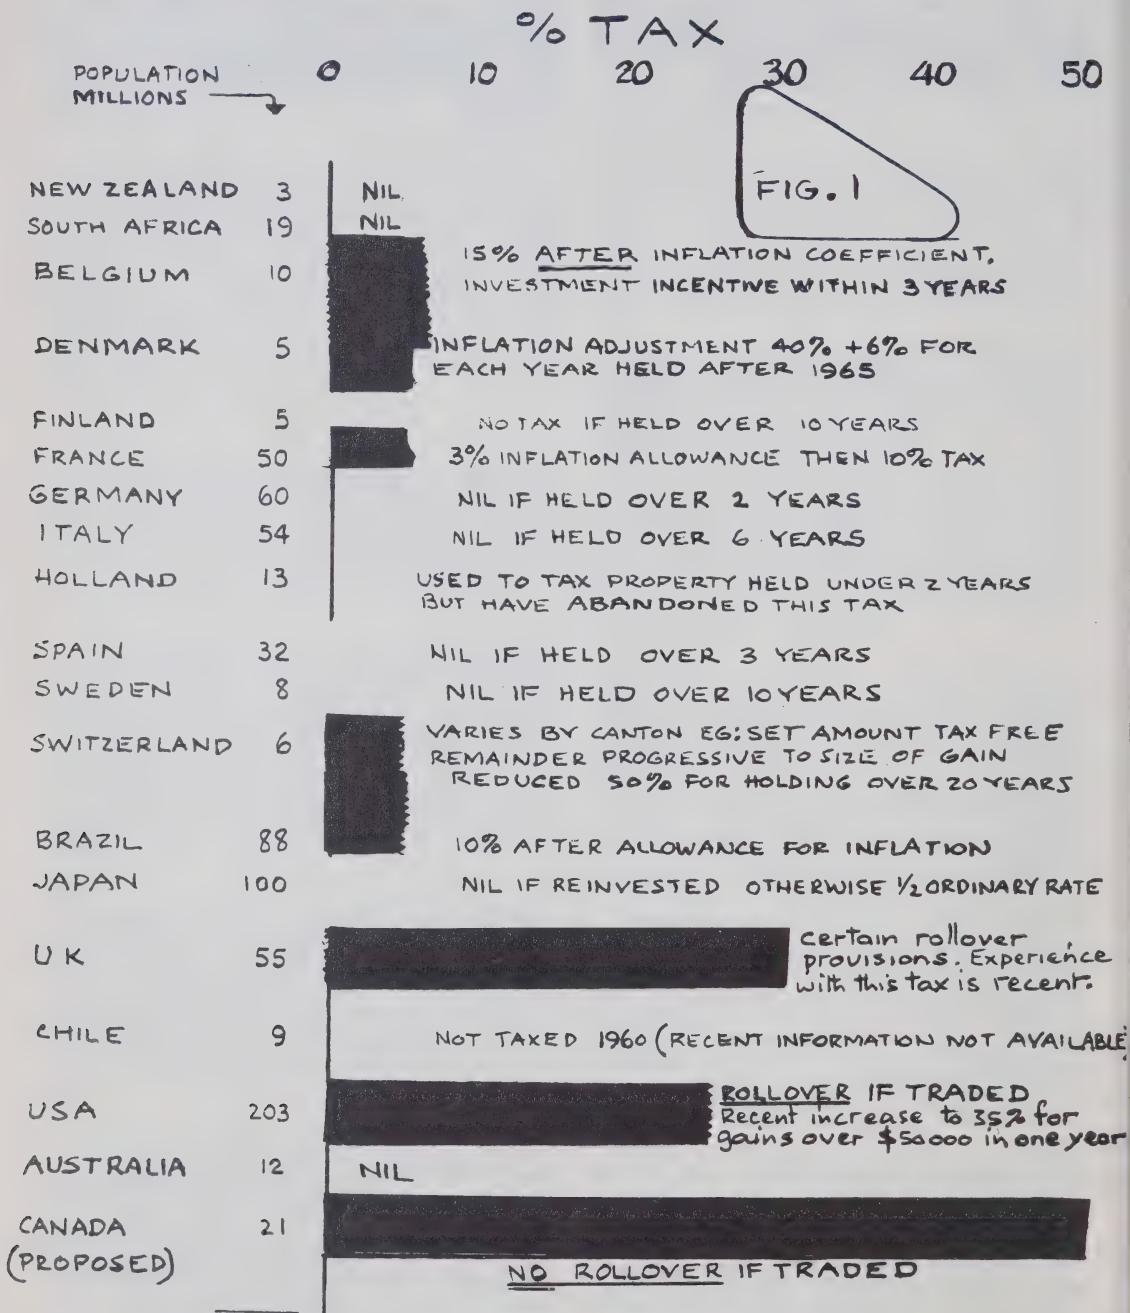 % TAX
POPULATION MILLIONS 0 10 20 30 40 50
FIG. 1
NEW ZEALAND 3 NIL
SOUTH AFRICA 19 NIL
BELGIUM 10 15% AFTER INFLATION COEFFICIENT.
INVESTMENT INCENTIVE WITHIN 3 YEARS
DENMARK 5 INFLATION ADJUSTMENT 40% +6% FOR
EACH YEAR HELD AFTER 1965
FINLAND 5 NO TAX IF HELD OVER 10 YEARS
FRANCE 50 3% INFLATION ALLOWANCE THEN 10% TAX
GERMANY 60 NIL IF HELD OVER 2 YEARS
ITALY 54 NIL IF HELD OVER 6 YEARS
HOLLAND 13 USED TO TAX PROPERTY HELD UNDER 2 YEARS
BUT HAVE ABANDONED THIS TAX
SPAIN 32 NIL IF HELD OVER 3 YEARS
SWEDEN 8 NIL IF HELD OVER 10 YEARS
SWITZERLAND 6 VARIES BY CANTON EG: SET AMOUNT TAX FREE
REMAINDER PROGRESSIVE TO SIZE OF GAIN
REDUCED 50% FOR HOLDING OVER 20 YEARS
BRAZIL 88 10% AFTER ALLOWANCE FOR INFLATION
JAPAN 100 NIL IF REINVESTED OTHERWISE 1/2 ORDINARY RATE
UK 55 Certain rollover
provisions. Experience
with this tax is recent.
CHILE 9 NOT TAXED 1960 (RECENT INFORMATION NOT AVAILABLE)
USA 203 ROLLOVER IF TRADED
Recent increase to 35% for
gains over $50000 in one year
AUSTRALIA 12 NIL
CANADA 21
(PROPOSED)
NO ROLLOVER IF TRADED